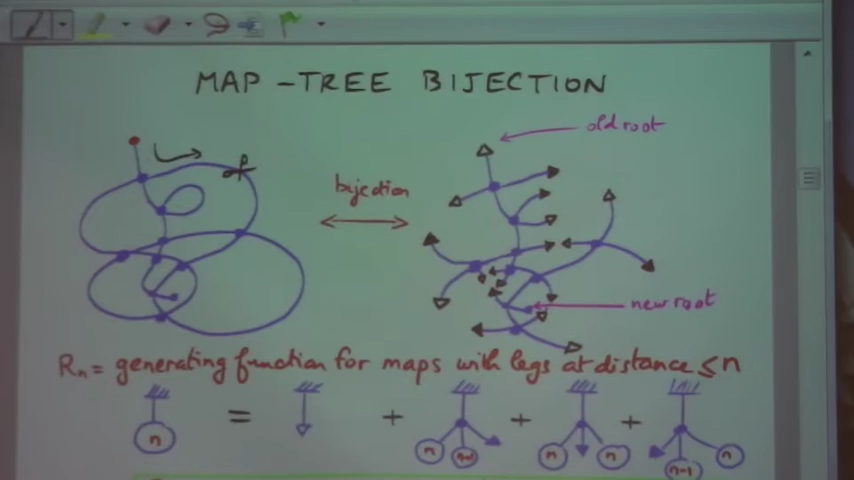 MAP - TREE BIJECTION
old root
bijection
new root
Rn = generating function for maps with legs at distance ≤ n
n = + n n+1 + n n + n-1 n